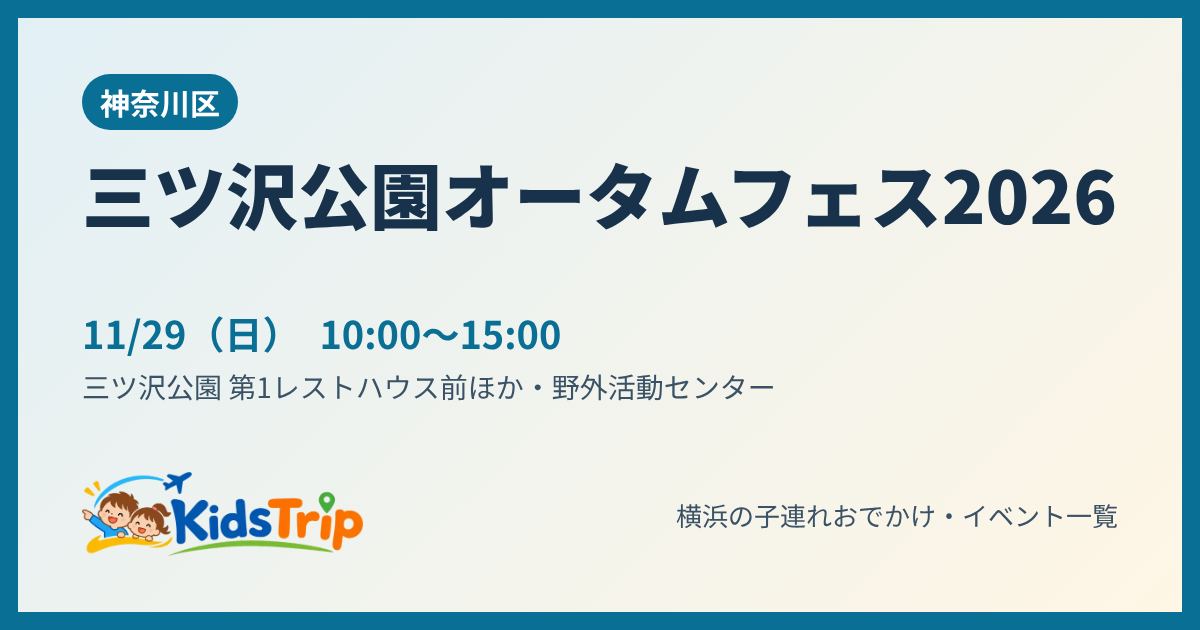 神奈川区
三ツ沢公園オータムフェス2026
11/29（日） 10:00〜15:00
三ツ沢公園 第1レストハウス前ほか・野外活動センター
KidsTrip
横浜の子連れおでかけ・イベント一覧